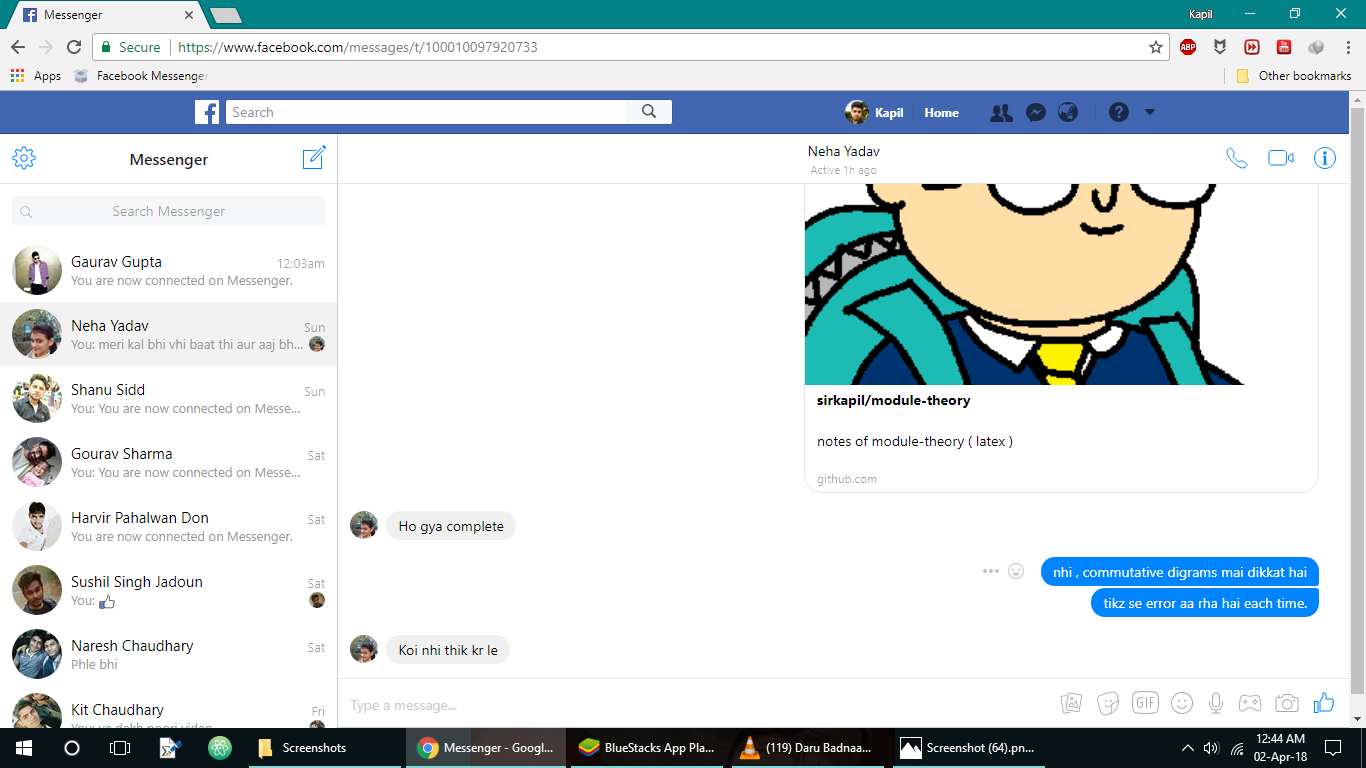 Messenger
Kapil
Secure
https://www.facebook.com/messages/t/100010097920733
ABP
Apps
Facebook Messenger
Other bookmarks
Search
Kapil
Home
Messenger
Search Messenger
Gaurav Gupta
12:03am
You are now connected on Messenger.
Neha Yadav
Sun
You: meri kal bhi vhi baat thi aur aaj bh...
Shanu Sidd
Sun
You: You are now connected on Messe...
Gourav Sharma
Sat
You: You are now connected on Messe...
Harvir Pahalwan Don
Sat
You are now connected on Messenger.
Sushil Singh Jadoun
Sat
You:
Naresh Chaudhary
Sat
Phle bhi
Kit Chaudhary
Fri
Neha Yadav
Active 1h ago
sirkapil/module-theory
notes of module-theory ( latex )
github.com
Ho gya complete
nhi , commutative digrams mai dikkat hai
tikz se error aa rha hai each time.
Koi nhi thik kr le
Type a message...
GIF
Screenshots
Messenger - Googl...
BlueStacks App Pla...
(119) Daru Badnaa...
Screenshot (64).pn...
12:44 AM
02-Apr-18